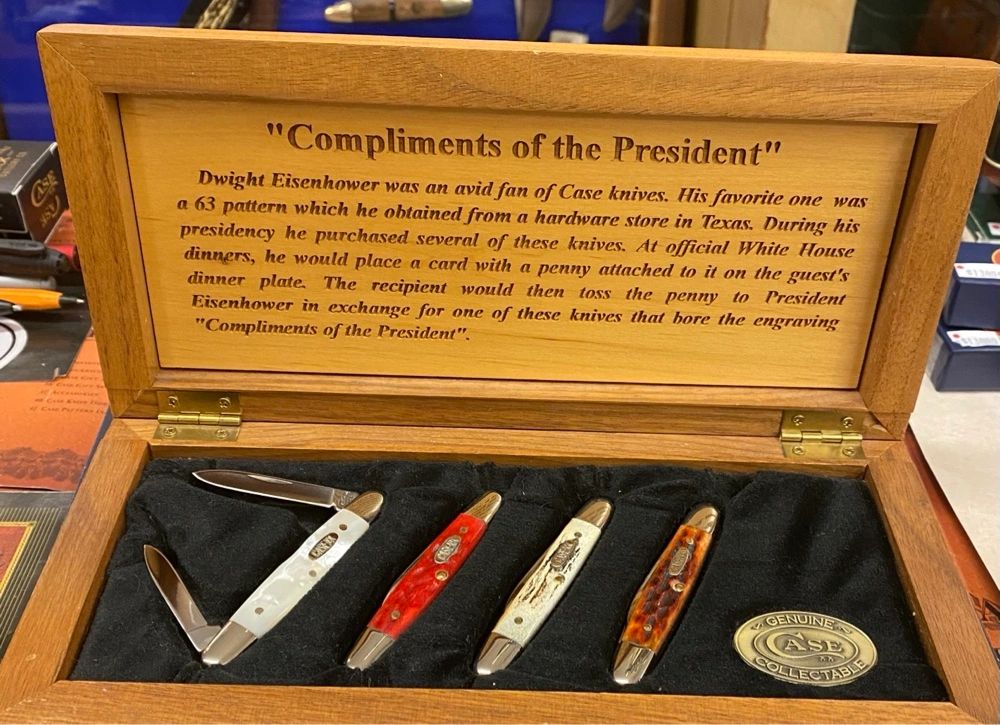 "Compliments of the President"
Dwight Eisenhower was an avid fan of Case knives. His favorite one was
a 63 pattern which he obtained from a hardware store in Texas. During his
presidency he purchased several of these knives. At official White House
dinners, he would place a card with a penny attached to it on the guest's
dinner plate. The recipient would then toss the penny to President
Eisenhower in exchange for one of these knives that bore the engraving
"Compliments of the President".
CASE
GENUINE
CASE
XX
COLLECTABLE